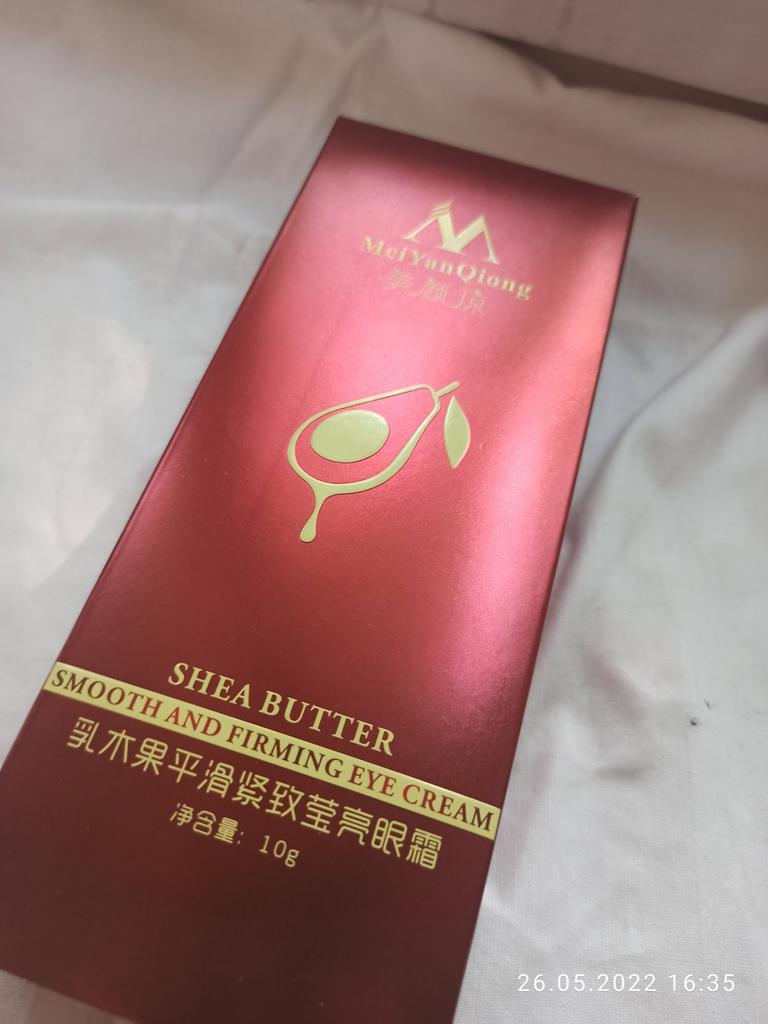 MeiYanQiong
美颜琼
SHEA BUTTER
SMOOTH AND FIRMING EYE CREAM
乳木果平滑紧致莹亮眼霜
净含量: 10g
26.05.2022 16:35